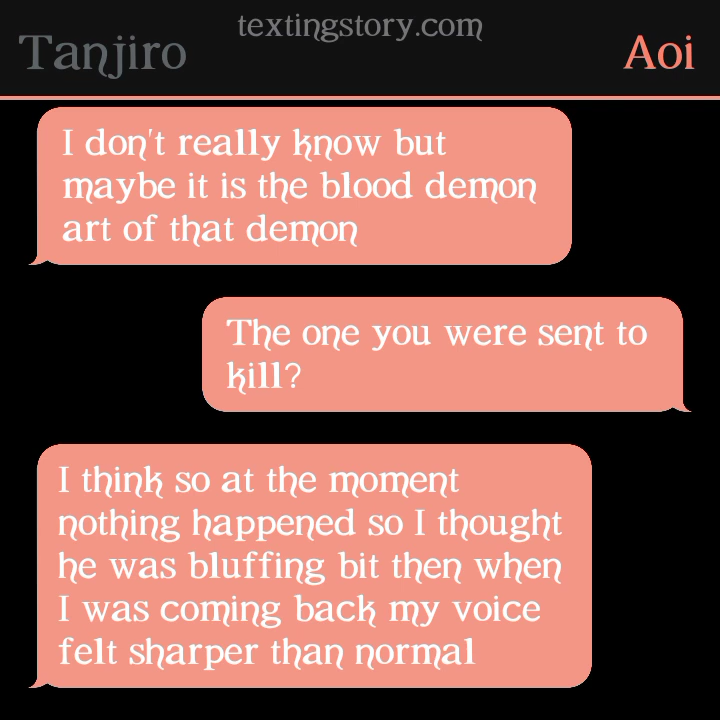 textingstory.com
Tanjiro
Aoi
I don't really know but
maybe it is the blood demon
art of that demon
The one you were sent to
kill?
I think so at the moment
nothing happened so I thought
he was bluffing bit then when
I was coming back my voice
felt sharper than normal